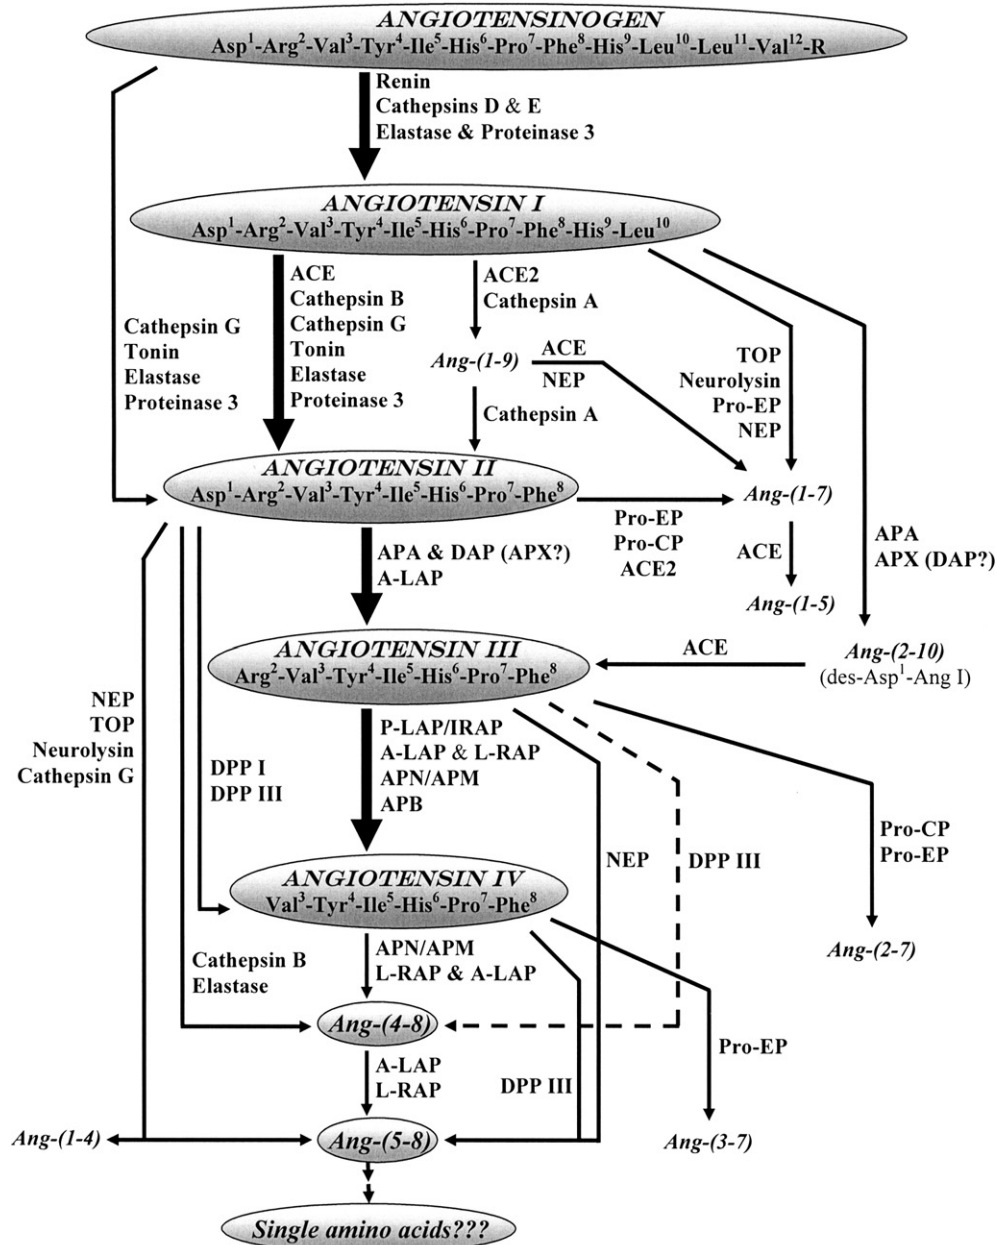 ANGIOTENSINOGEN
Asp¹-Arg²-Val³-Tyr⁴-Ile⁵-His⁶-Pro⁷-Phe⁸-His⁹-Leu¹⁰-Leu¹¹-Val¹²-R
Renin
Cathepsins D & E
Elastase & Proteinase 3
ANGIOTENSIN I
Asp¹-Arg²-Val³-Tyr⁴-Ile⁵-His⁶-Pro⁷-Phe⁸-His⁹-Leu¹⁰
Cathepsin G
Tonin
Elastase
Proteinase 3
ACE
Cathepsin B
Cathepsin G
Tonin
Elastase
Proteinase 3
ACE2
Cathepsin A
Ang-(1-9)
ACE
NEP
Cathepsin A
TOP
Neurolysin
Pro-EP
NEP
ANGIOTENSIN II
Asp¹-Arg²-Val³-Tyr⁴-Ile⁵-His⁶-Pro⁷-Phe⁸
Ang-(1-7)
Pro-EP
Pro-CP
ACE2
ACE
Ang-(1-5)
APA
APX (DAP?)
APA & DAP (APX?)
A-LAP
ANGIOTENSIN III
Arg²-Val³-Tyr⁴-Ile⁵-His⁶-Pro⁷-Phe⁸
ACE
Ang-(2-10)
(des-Asp¹-Ang I)
NEP
TOP
Neurolysin
Cathepsin G
DPP I
DPP III
P-LAP/IRAP
A-LAP & L-RAP
APN/APM
APB
NEP
DPP III
Pro-CP
Pro-EP
Ang-(2-7)
ANGIOTENSIN IV
Val³-Tyr⁴-Ile⁵-His⁶-Pro⁷-Phe⁸
Cathepsin B
Elastase
APN/APM
L-RAP & A-LAP
Ang-(4-8)
A-LAP
L-RAP
DPP III
Pro-EP
Ang-(1-4)
Ang-(5-8)
Ang-(3-7)
Single amino acids???